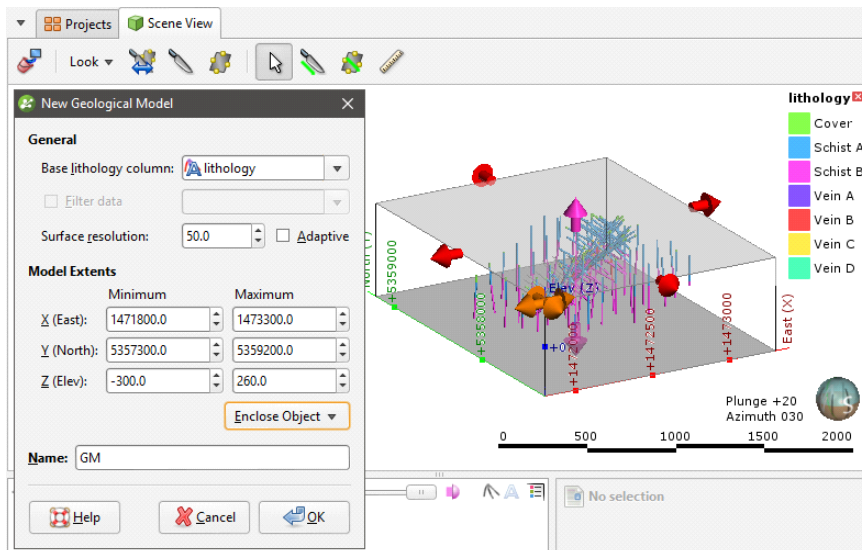 Projects
Scene View
Look
New Geological Model
General
Base lithology column: lithology
Filter data
Surface resolution: 50.0 Adaptive
Model Extents
Minimum Maximum
X (East): 1471800.0 1473300.0
Y (North): 5357300.0 5359200.0
Z (Elev): -300.0 260.0
Enclose Object
Name: GM
Help Cancel OK
lithology
Cover
Schist A
Schist B
Vein A
Vein B
Vein C
Vein D
North (Y)
+5359000
+5358000
Elev (Z)
+0
+1472500
+1473000
East (X)
Plunge +20
Azimuth 030
0 500 1000 1500 2000
No selection